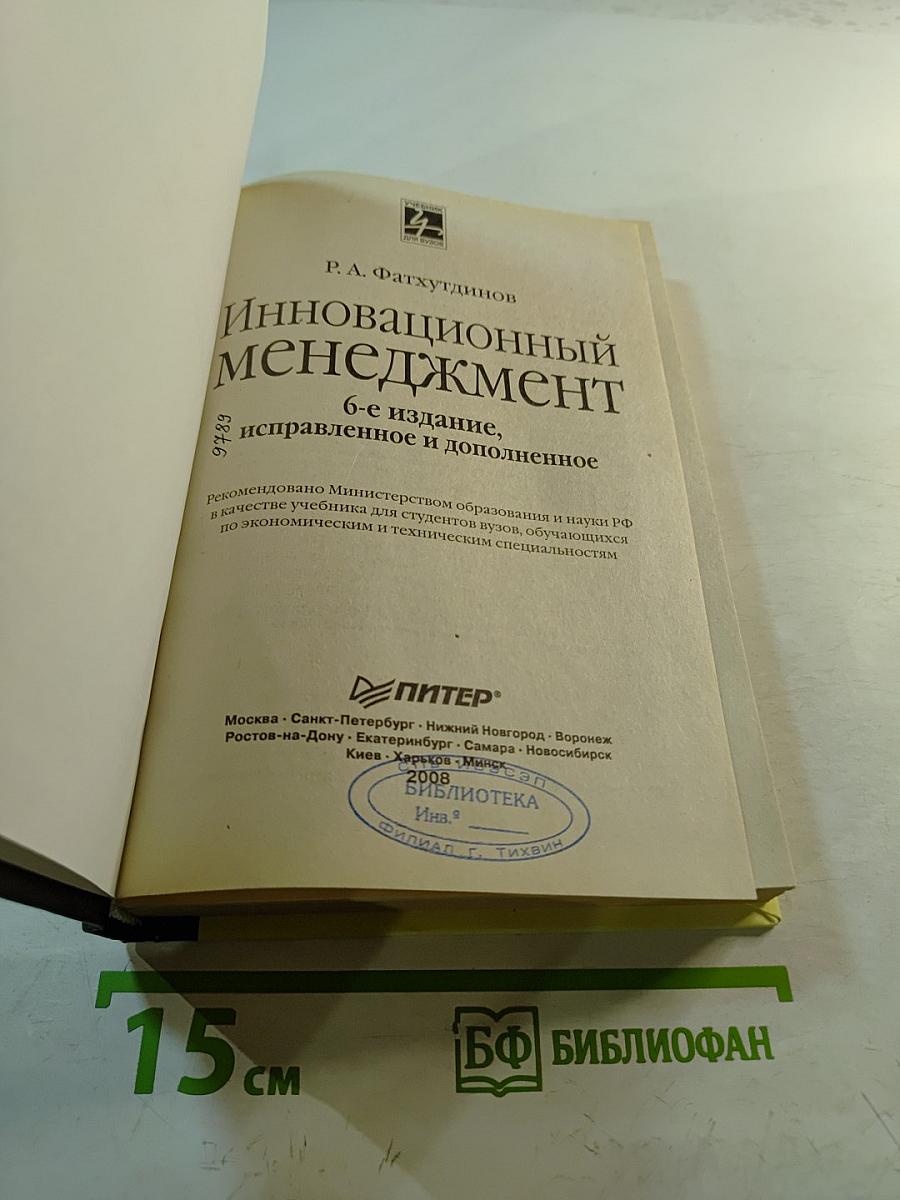 УЧЕБНИК
ДЛЯ ВУЗОВ
Р. А. Фатхутдинов
Инновационный
менеджмент
6-е издание,
исправленное и дополненное
9789
Рекомендовано Министерством образования и науки РФ
в качестве учебника для студентов вузов, обучающихся
по экономическим и техническим специальностям
ПИТЕР®
Москва · Санкт-Петербург · Нижний Новгород · Воронеж
Ростов-на-Дону · Екатеринбург · Самара · Новосибирск
Киев · Харьков · Минск
2008
БИБЛИОТЕКА
Инв.º
ФИЛИАЛ Г. ТИХВИН
15 см
БФ БИБЛИОФАН